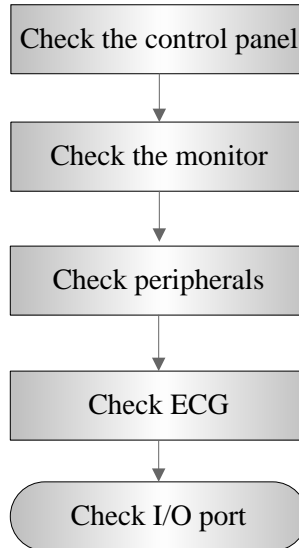 Check the control panel
Check the monitor
Check peripherals
Check ECG
Check I/O port